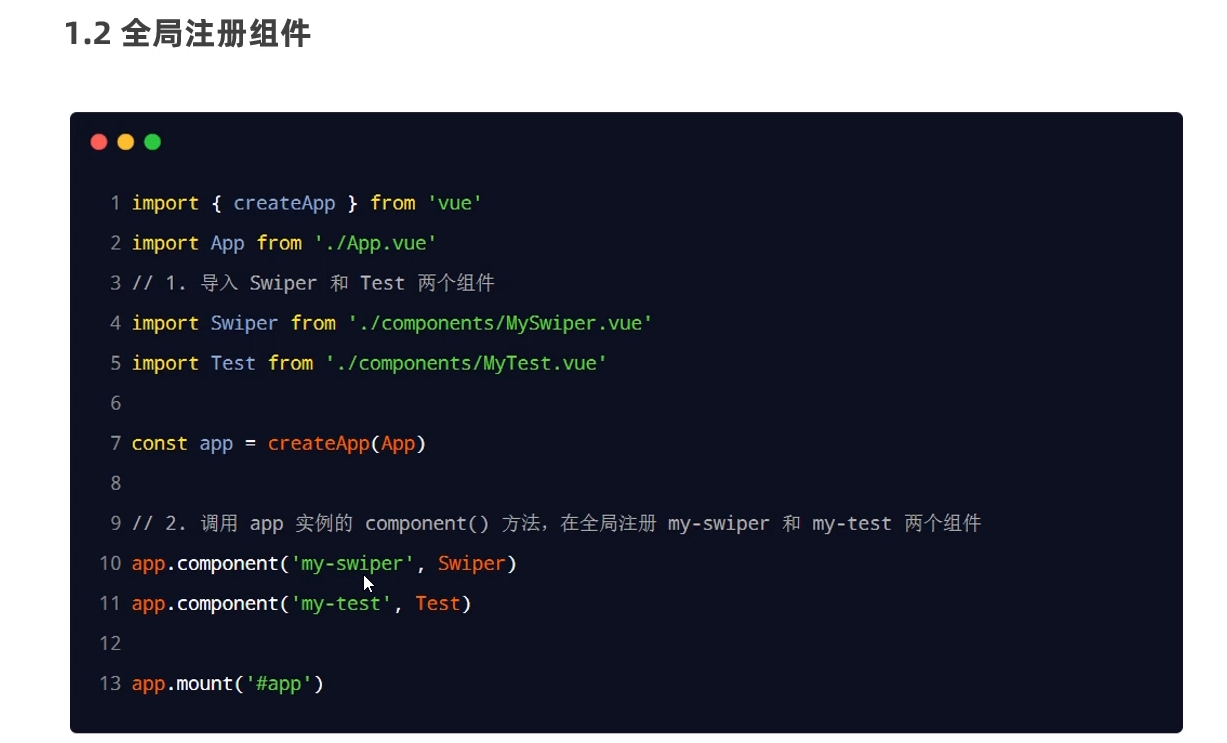 1.2 全局注册组件
1 import { createApp } from 'vue'
2 import App from './App.vue'
3 // 1. 导入 Swiper 和 Test 两个组件
4 import Swiper from './components/MySwiper.vue'
5 import Test from './components/MyTest.vue'
6
7 const app = createApp(App)
8
9 // 2. 调用 app 实例的 component() 方法，在全局注册 my-swiper 和 my-test 两个组件
10 app.component('my-swiper', Swiper)
11 app.component('my-test', Test)
12
13 app.mount('#app')